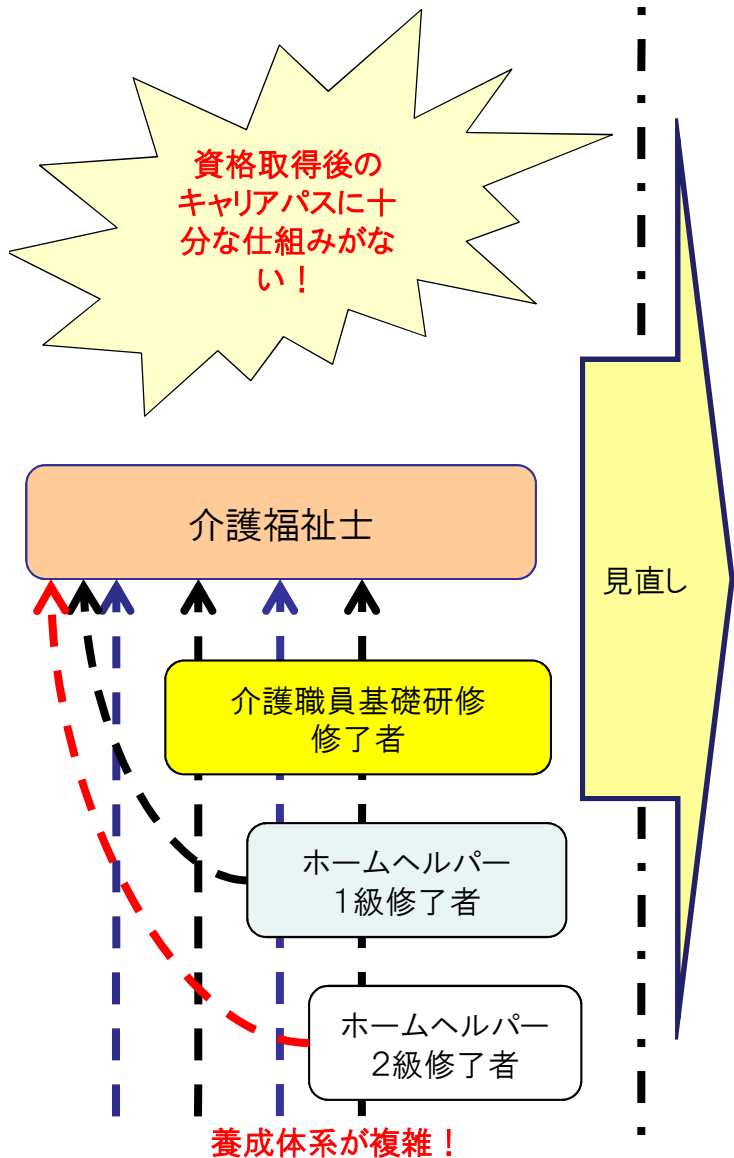 資格取得後の
キャリアパスに十
分な仕組みがな
い！
介護福祉士
見直し
介護職員基礎研修
修了者
ホームヘルパー
1級修了者
ホームヘルパー
2級修了者
養成体系が複雑！